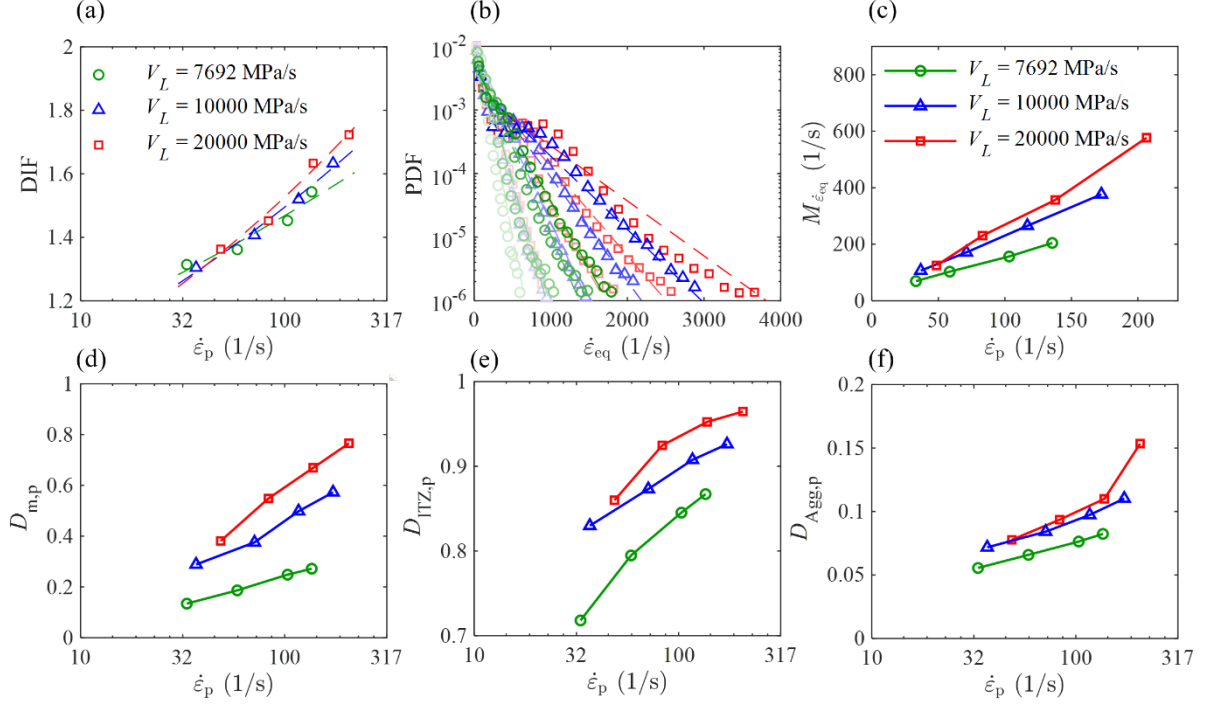 (a)
2
1.8
1.6
1.4
1.2
DIF
V_L = 7692 MPa/s
V_L = 10000 MPa/s
V_L = 20000 MPa/s
10
32
100
317
ε̇_p (1/s)
(b)
10^-2
10^-3
10^-4
10^-5
10^-6
PDF
0
1000
2000
3000
4000
ε̇_eq (1/s)
(c)
800
600
400
200
0
M_ε̇_eq (1/s)
V_L = 7692 MPa/s
V_L = 10000 MPa/s
V_L = 20000 MPa/s
0
50
100
150
200
ε̇_p (1/s)
(d)
1
0.8
0.6
0.4
0.2
0
D_m,p
10
32
100
317
ε̇_p (1/s)
(e)
1
0.9
0.8
0.7
D_ITZ,p
10
32
100
317
ε̇_p (1/s)
(f)
0.2
0.15
0.1
0.05
0
D_Agg,p
10
32
100
317
ε̇_p (1/s)